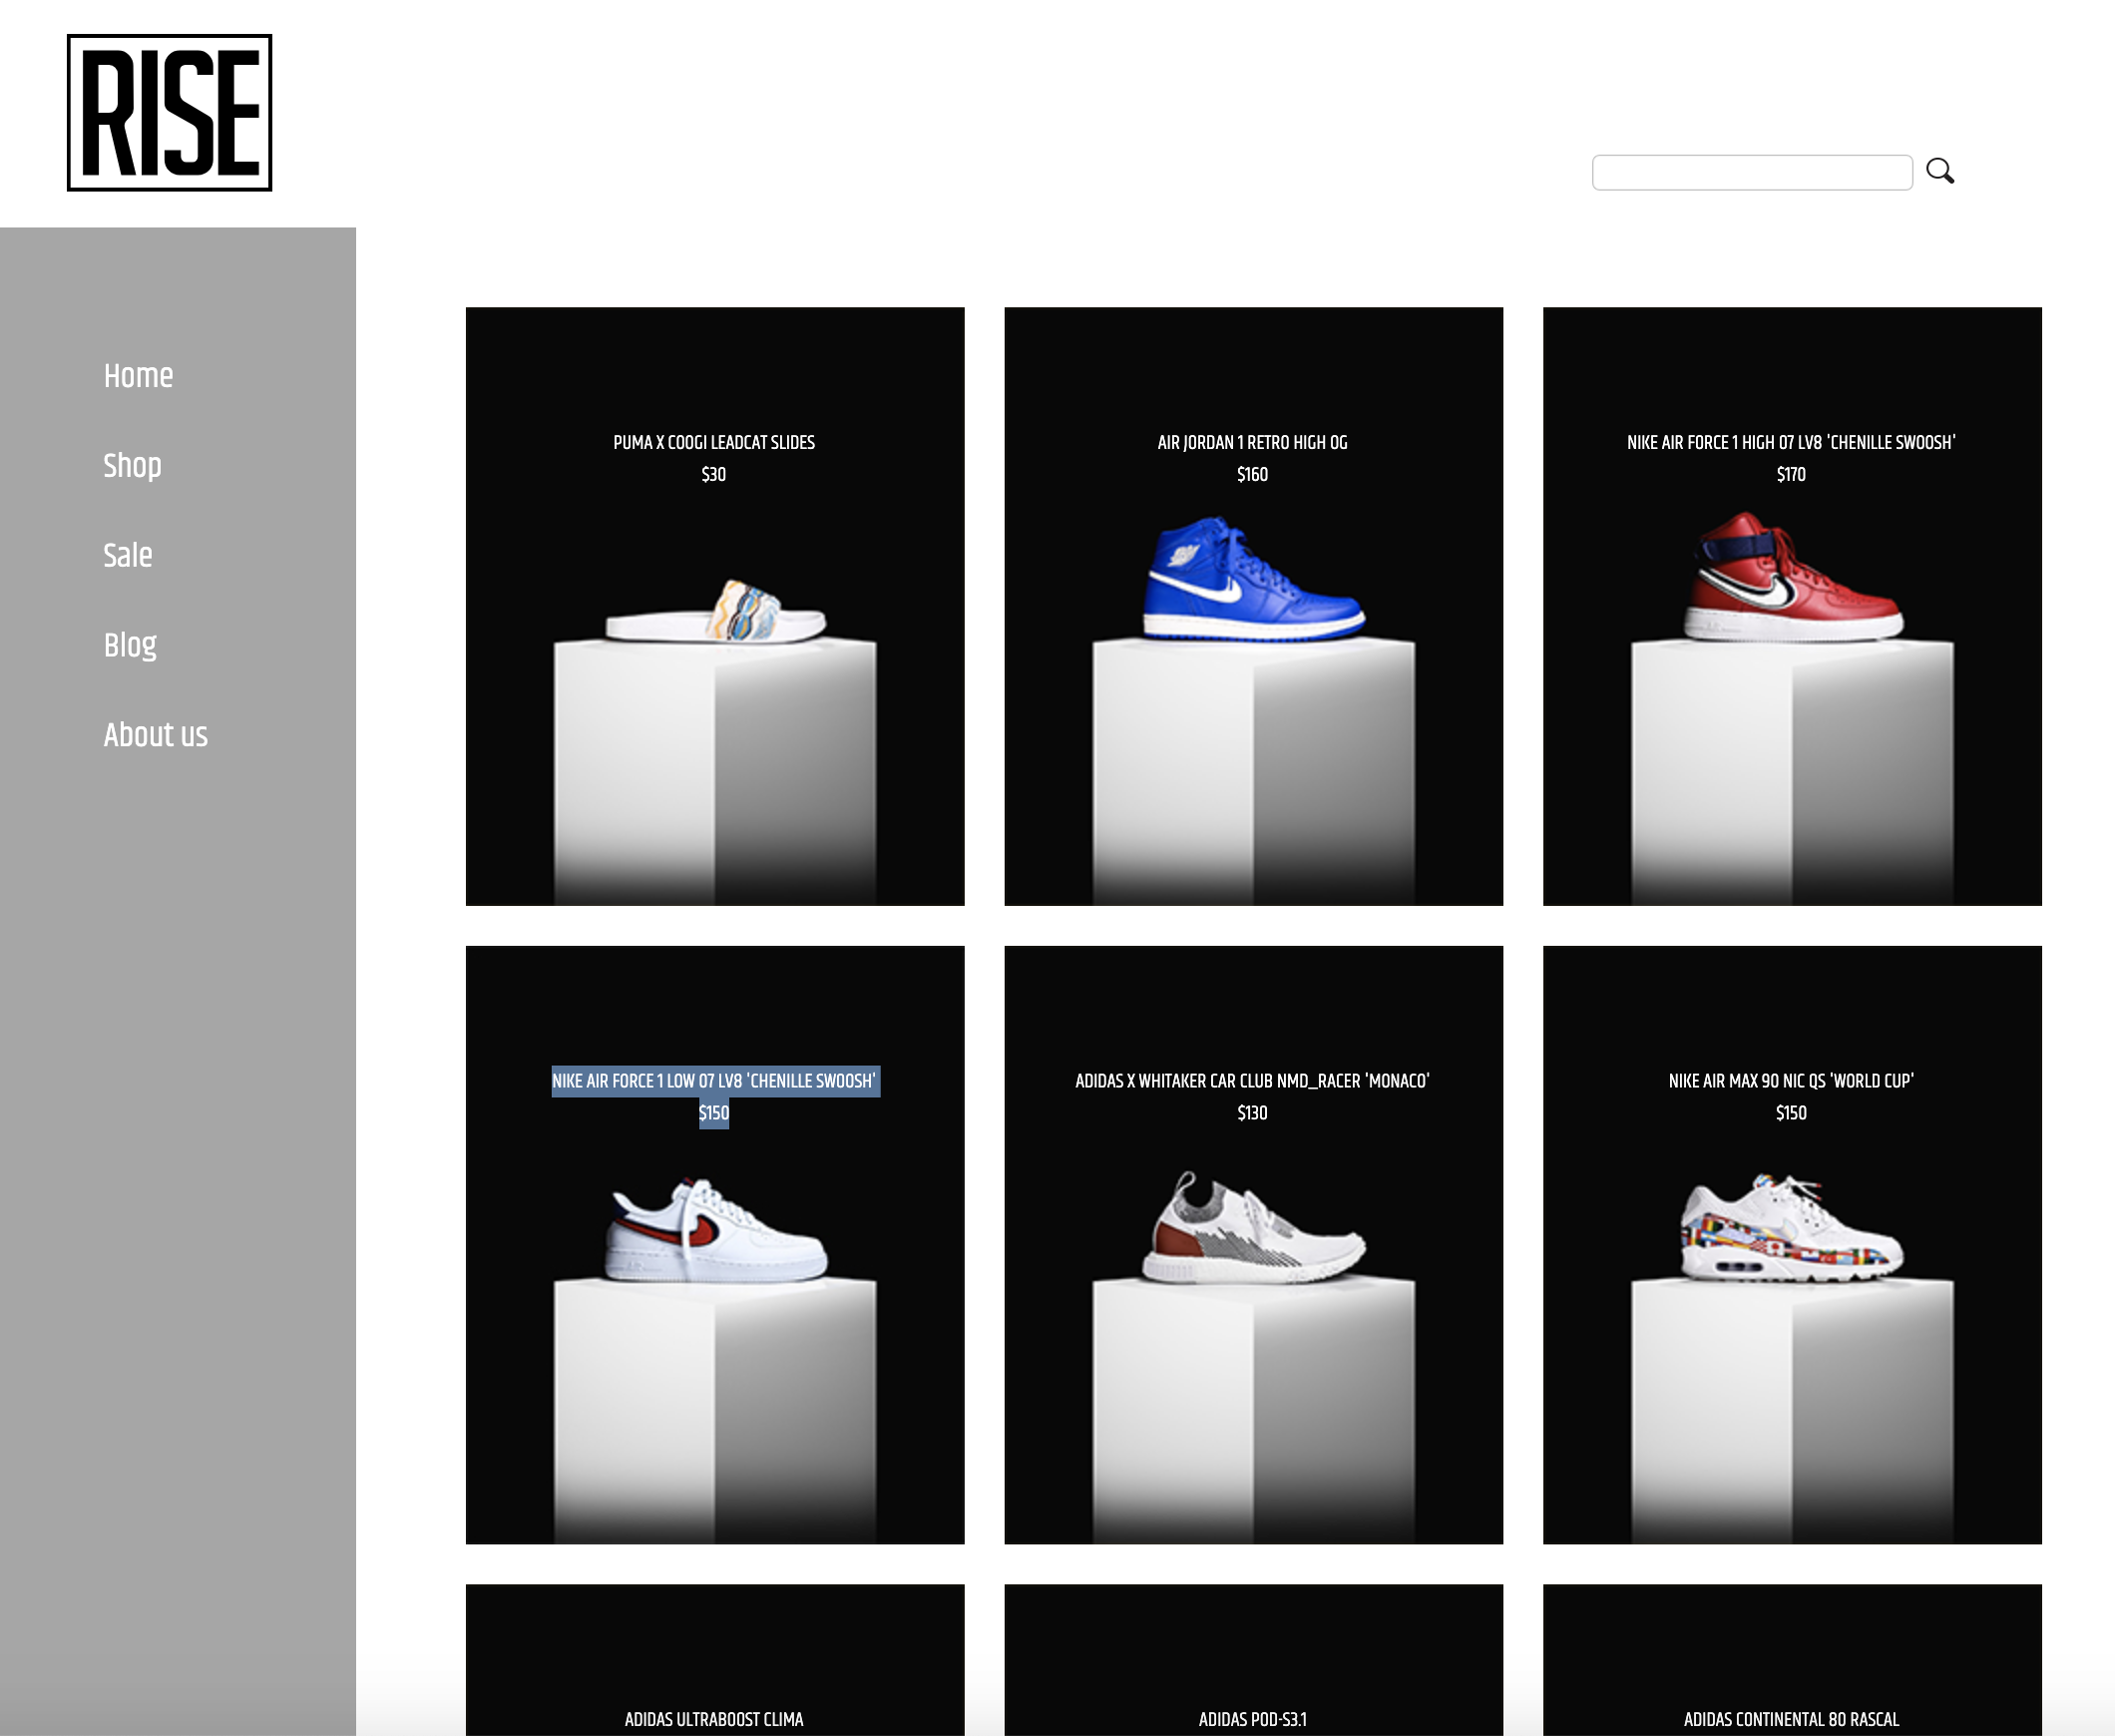 RISE
Home
Shop
Sale
Blog
About us
PUMA X COOGI LEADCAT SLIDES
$30
AIR JORDAN 1 RETRO HIGH OG
$160
NIKE AIR FORCE 1 HIGH 07 LV8 'CHENILLE SWOOSH'
$170
NIKE AIR FORCE 1 LOW 07 LV8 'CHENILLE SWOOSH'
$150
ADIDAS X WHITAKER CAR CLUB NMD_RACER 'MONACO'
$130
NIKE AIR MAX 90 NIC QS 'WORLD CUP'
$150
ADIDAS ULTRABOOST CLIMA
ADIDAS POD-S3.1
ADIDAS CONTINENTAL 80 RASCAL